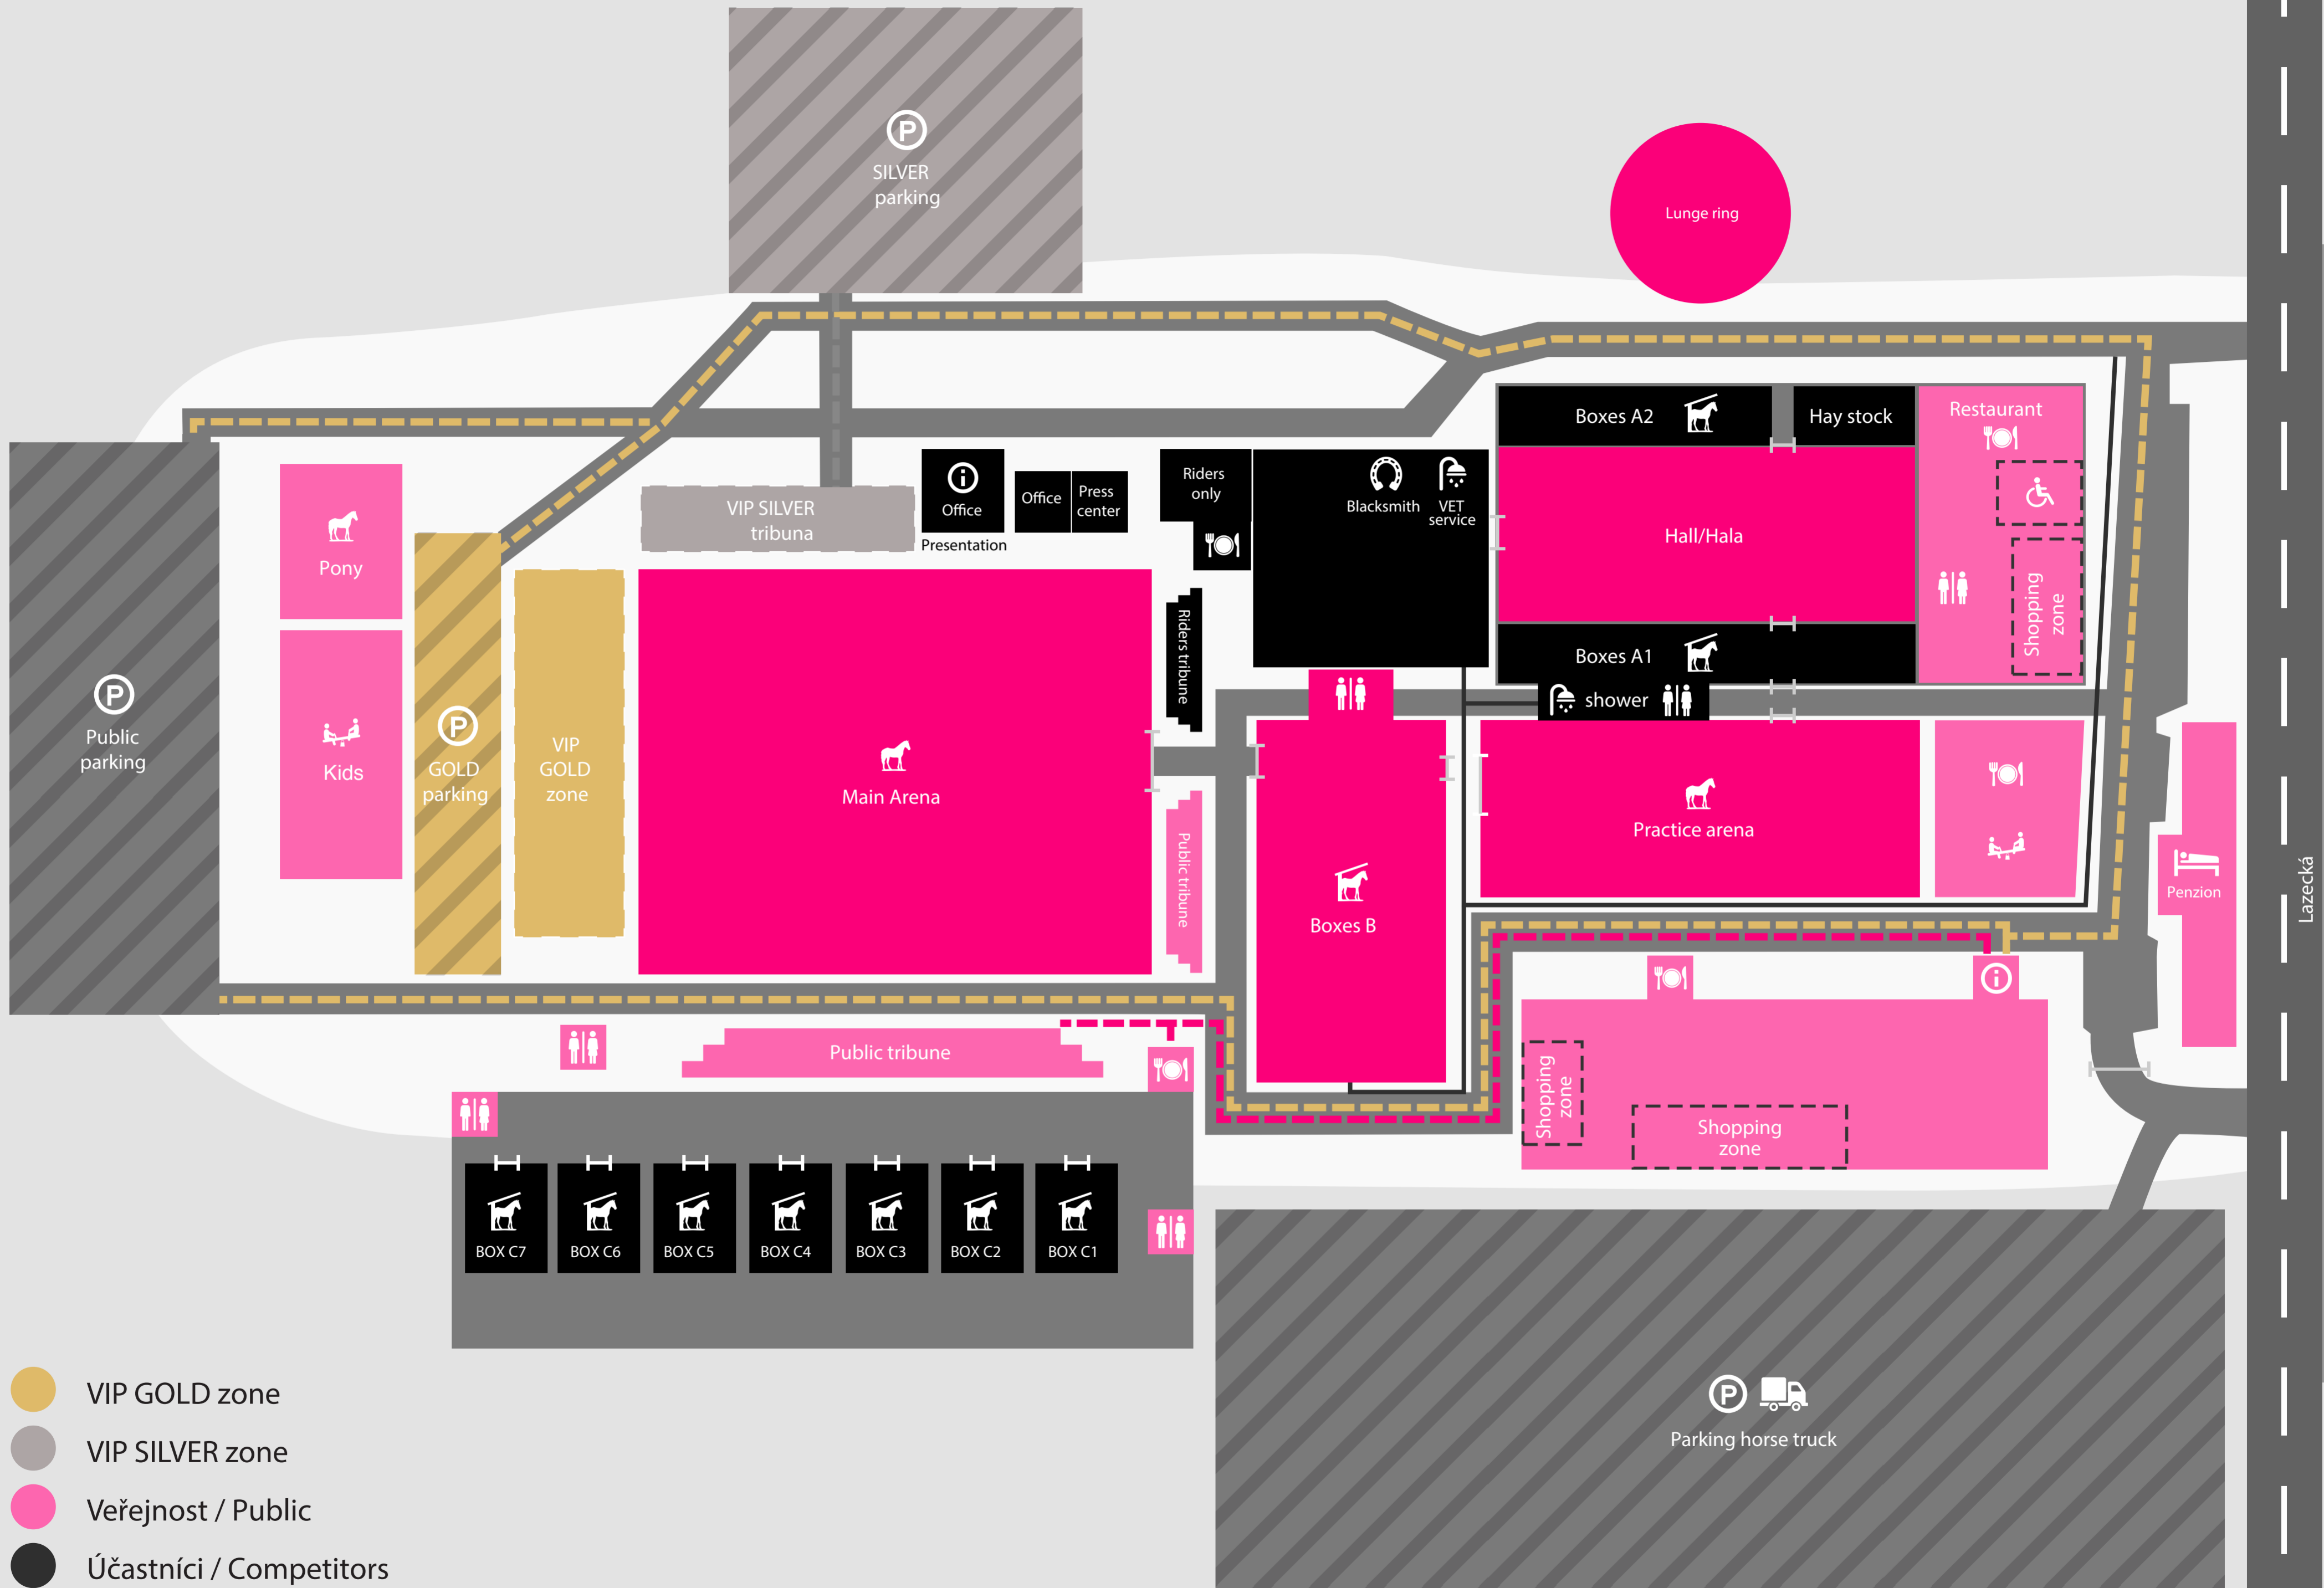 P
SILVER
parking
Lunge ring
Boxes A2
Hay stock
Restaurant
Riders
only
Blacksmith
VET
service
Office
Presentation
Office
Press
center
VIP SILVER
tribuna
Hall/Hala
Pony
Shopping
zone
Riders tribune
Boxes A1
shower
P
Public
parking
Kids
P
GOLD
parking
VIP
GOLD
zone
Main Arena
Practice arena
Public tribune
Boxes B
Penzion
Lazecká
Public tribune
Shopping
zone
Shopping
zone
BOX C7
BOX C6
BOX C5
BOX C4
BOX C3
BOX C2
BOX C1
P
Parking horse truck
VIP GOLD zone
VIP SILVER zone
Veřejnost / Public
Účastníci / Competitors